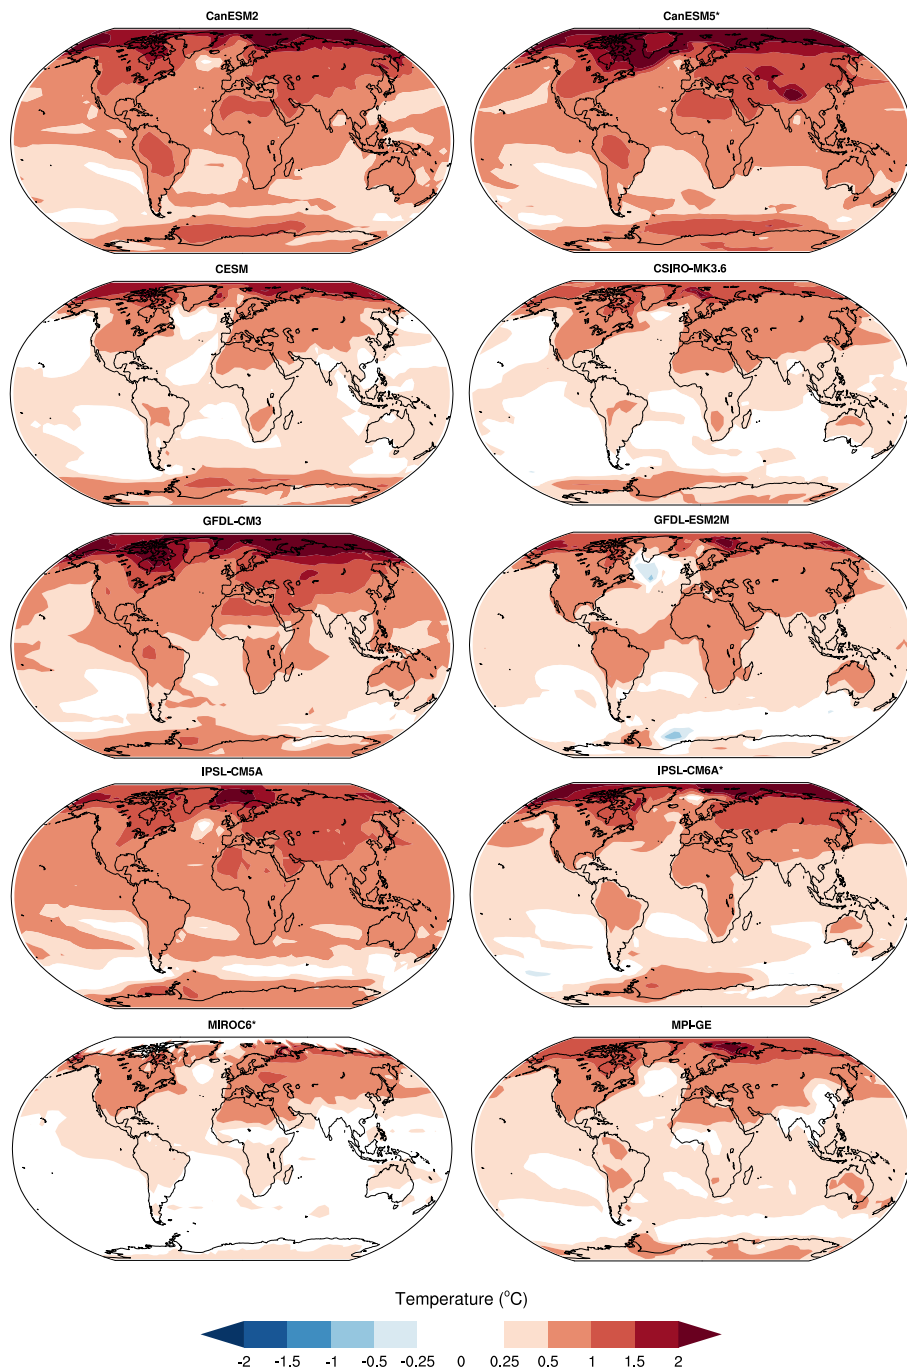 CanESM2 CanESM5*
CESM CSIRO-MK3.6
GFDL-CM3 GFDL-ESM2M
IPSL-CM5A IPSL-CM6A*
MIROC6* MPI-GE
Temperature (°C)
-2 -1.5 -1 -0.5 -0.25 0 0.25 0.5 1 1.5 2